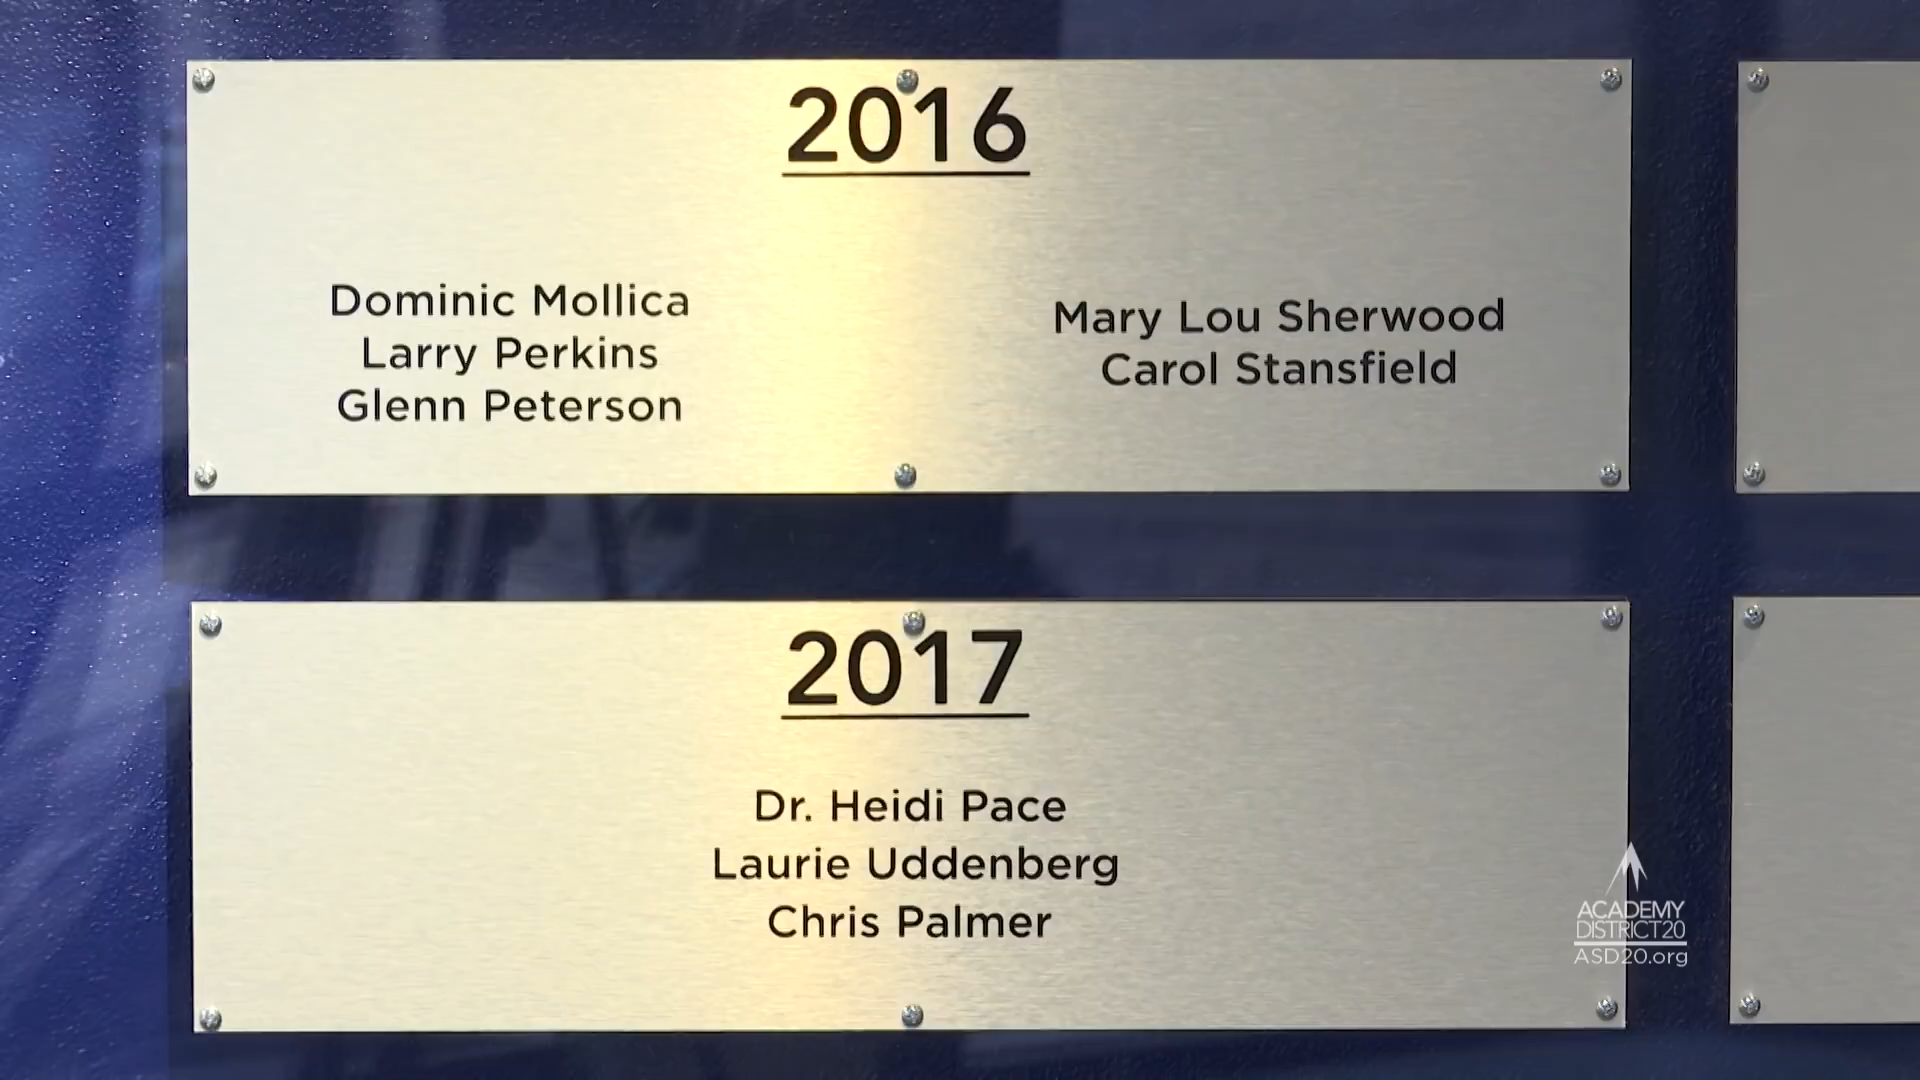 2016
Dominic Mollica
Larry Perkins
Glenn Peterson
Mary Lou Sherwood
Carol Stansfield
2017
Dr. Heidi Pace
Laurie Uddenberg
Chris Palmer
ACADEMY
DISTRICT20
ASD20.org